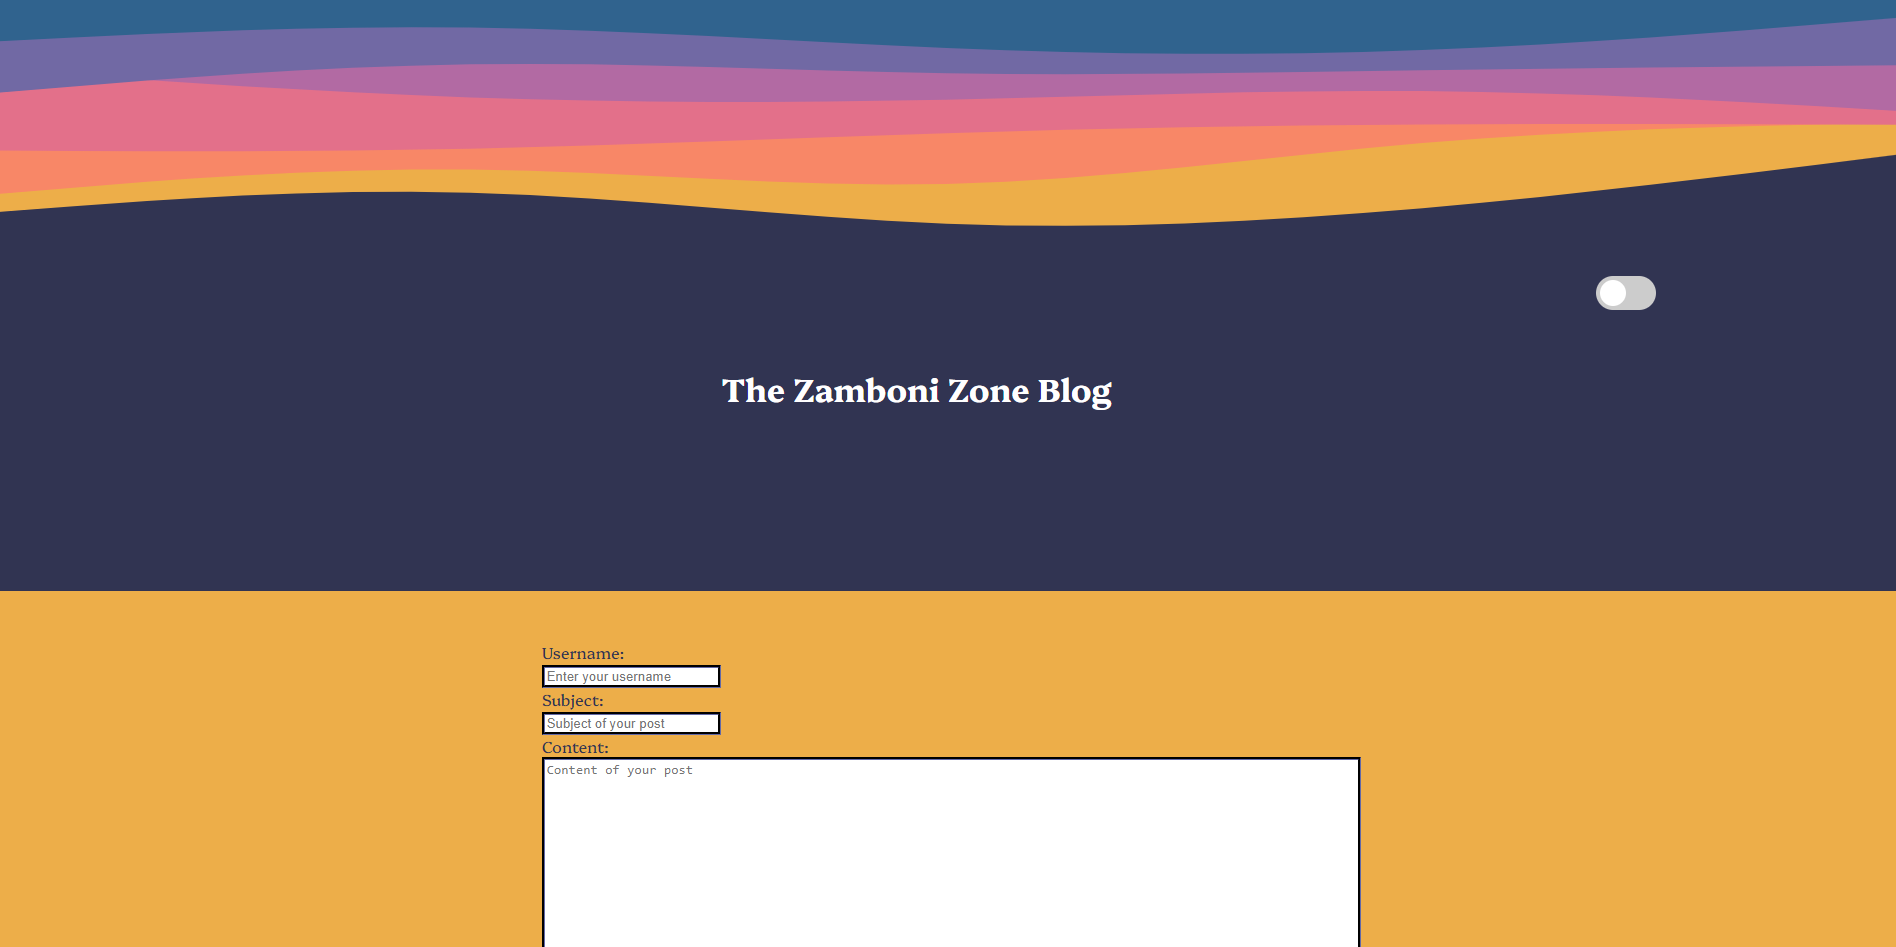 The Zamboni Zone Blog
Username:
Enter your username
Subject:
Subject of your post
Content:
Content of your post